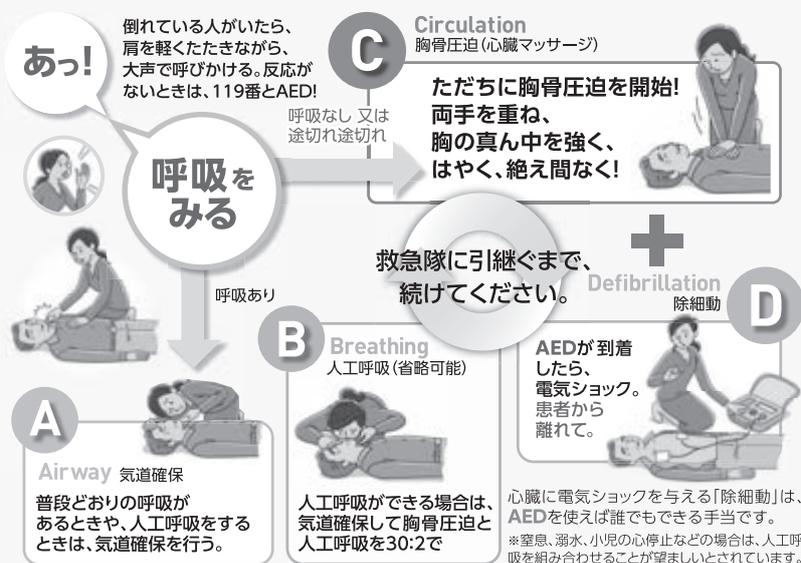 あっ!
倒れている人がいたら、
肩を軽くたたきながら、
大声で呼びかける。反応が
ないときは、119番とAED!
呼吸を
みる
呼吸なし 又は
途切れ途切れ
C
Circulation
胸骨圧迫(心臓マッサージ)
ただちに胸骨圧迫を開始!
両手を重ね、
胸の真ん中を強く、
はやく、絶え間なく!
救急隊に引継ぐまで、
続けてください。
呼吸あり
A
Airway 気道確保
普段どおりの呼吸が
あるときや、人工呼吸をする
ときは、気道確保を行う。
B
Breathing
人工呼吸(省略可能)
人工呼吸ができる場合は、
気道確保して胸骨圧迫と
人工呼吸を30:2で
Defibrillation
除細動
D
AEDが到着
したら、
電気ショック。
患者から
離れて。
心臓に電気ショックを与える「除細動」は、
AEDを使えば誰でもできる手当です。
※窒息、溺水、小児の心停止などの場合は、人工呼
吸を組み合わせることが望ましいとされています。